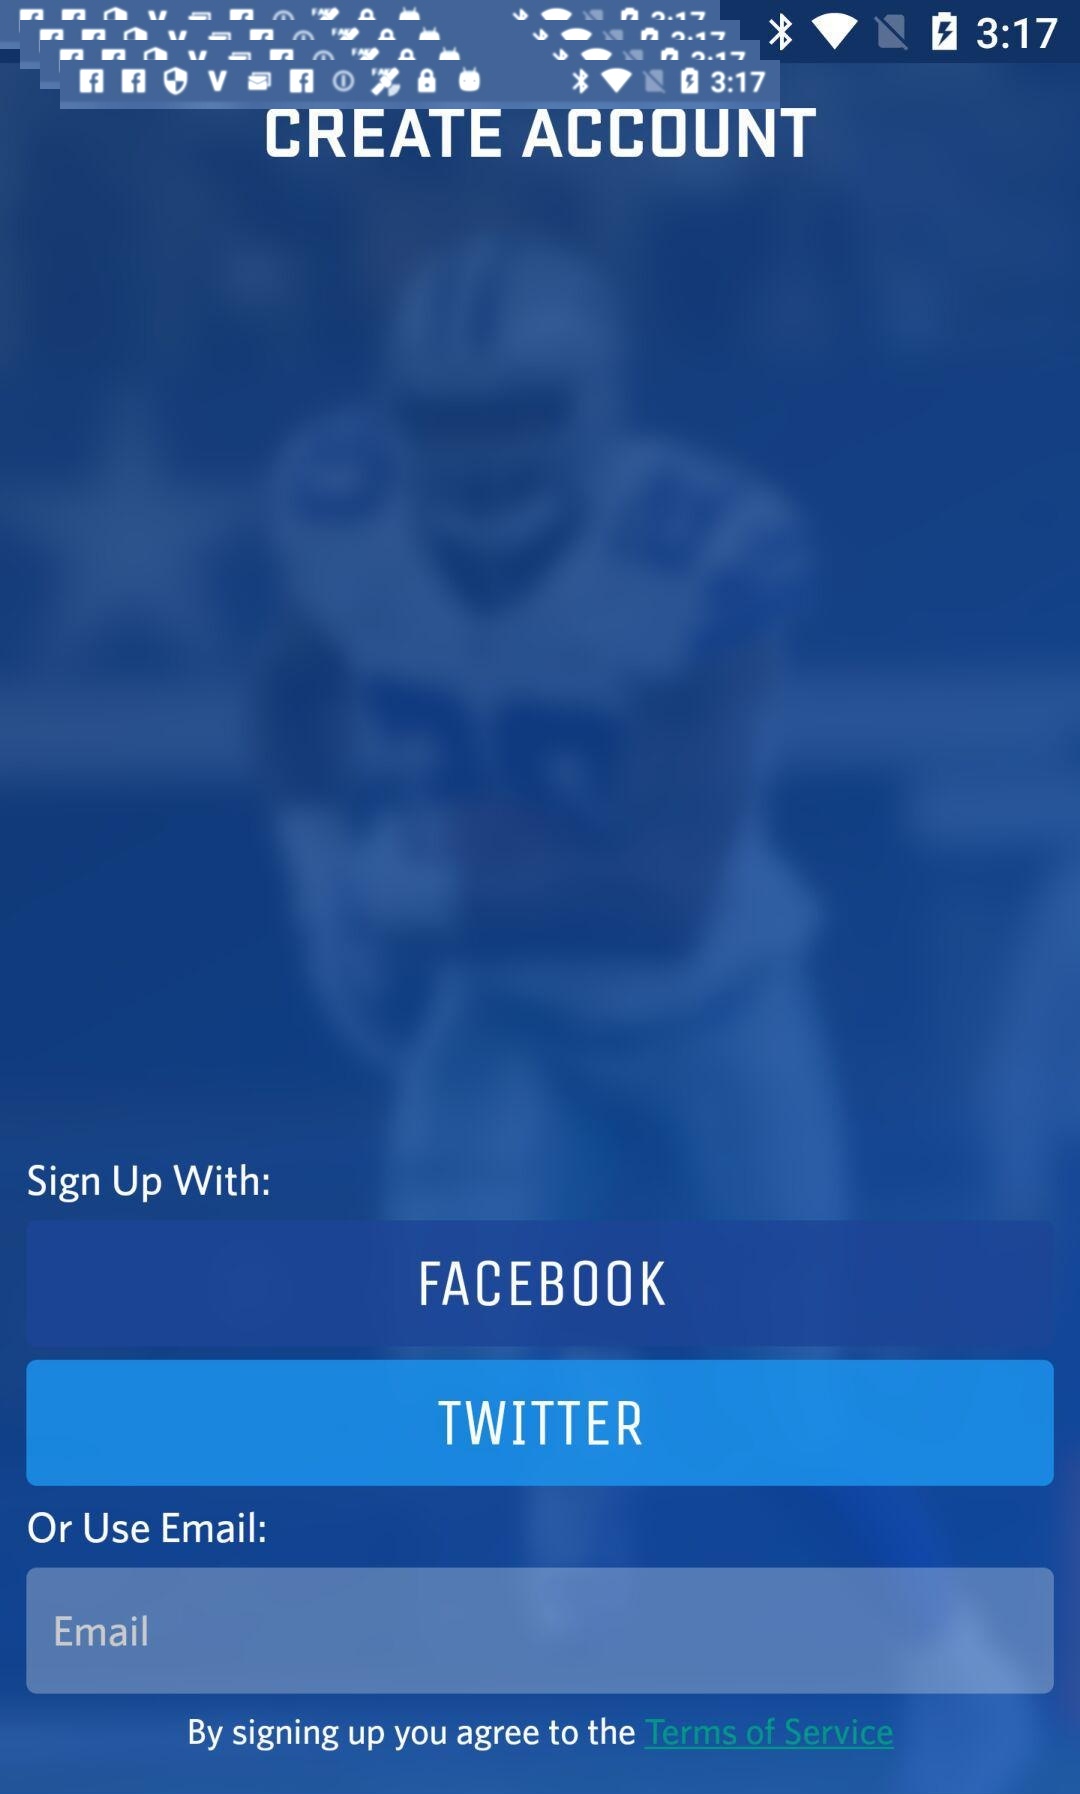 3:17
3:17
CREATE ACCOUNT
Sign Up With:
FACEBOOK
TWITTER
Or Use Email:
Email
By signing up you agree to the Terms of Service